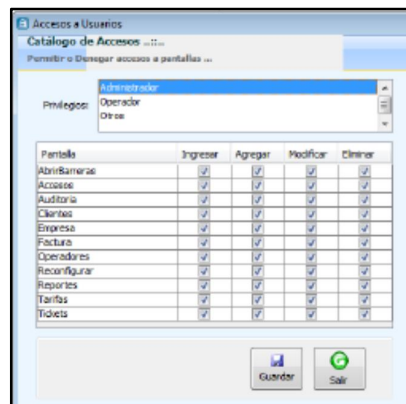 Accesos a Usuarios
Catálogo de Accesos ..::..
Permitir o Denegar accesos a pantallas ...
Privilegios:
Administrador
Operador
Otros
Pantalla Ingresar Agregar Modificar Eliminar
AbrirBarreras
Accesos
Auditoria
Clientes
Empresa
Factura
Operadores
Reconfigurar
Reportes
Tarifas
Tickets
Guardar Salir